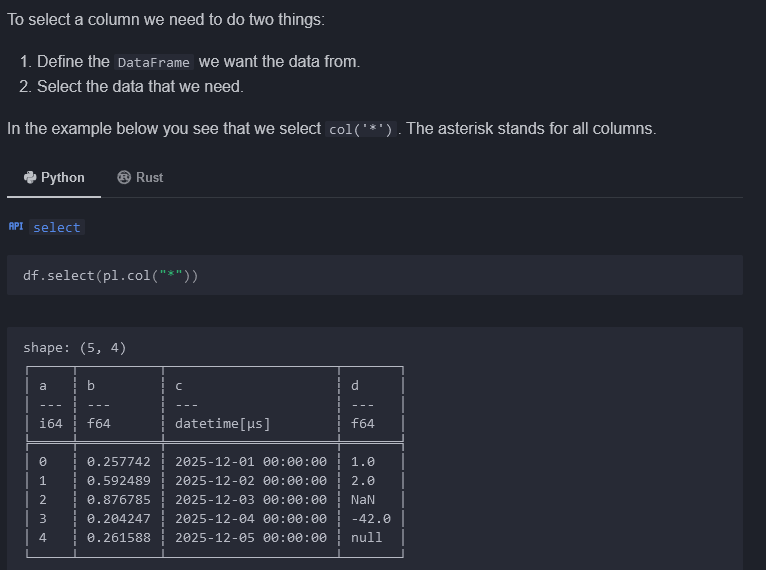 To select a column we need to do two things:
1. Define the DataFrame we want the data from.
2. Select the data that we need.
In the example below you see that we select col('*'). The asterisk stands for all columns.
Python Rust
API select
df.select(pl.col("*"))
shape: (5, 4)
a b c d
--- --- --- ---
i64 f64 datetime[μs] f64
0 0.257742 2025-12-01 00:00:00 1.0
1 0.592489 2025-12-02 00:00:00 2.0
2 0.876785 2025-12-03 00:00:00 NaN
3 0.204247 2025-12-04 00:00:00 -42.0
4 0.261588 2025-12-05 00:00:00 null